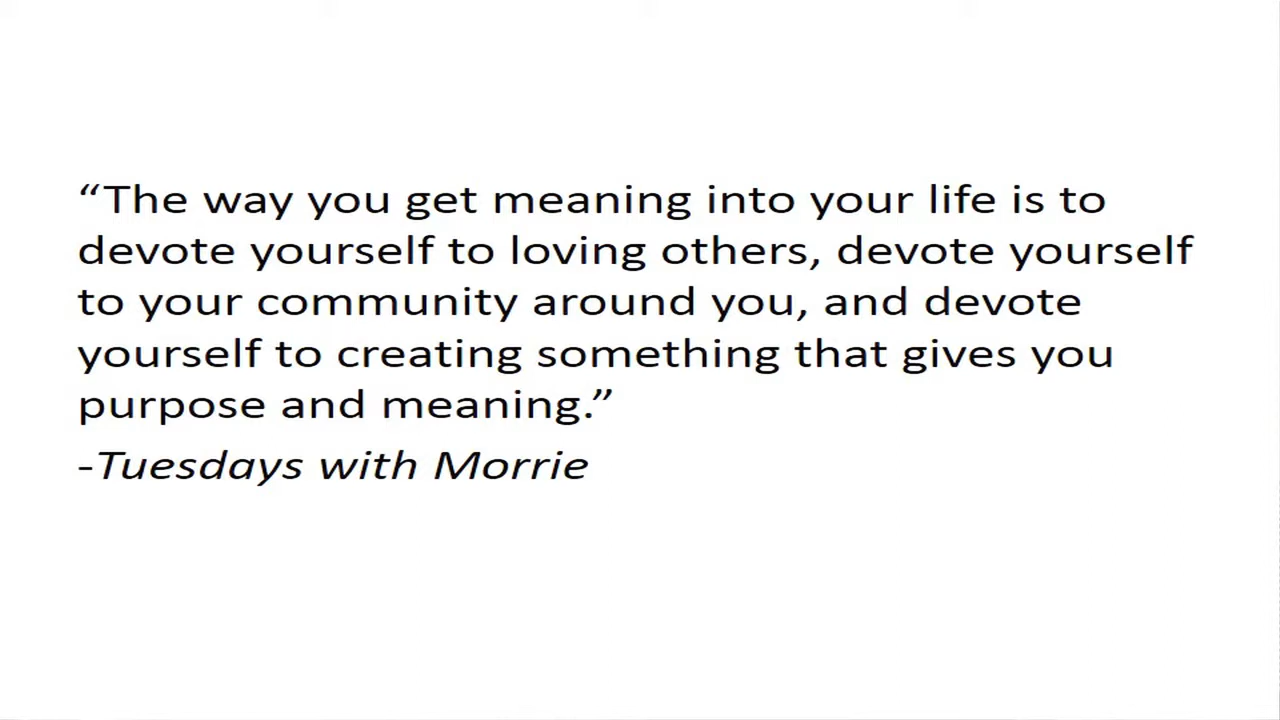 “The way you get meaning into your life is to
devote yourself to loving others, devote yourself
to your community around you, and devote
yourself to creating something that gives you
purpose and meaning.”
-Tuesdays with Morrie